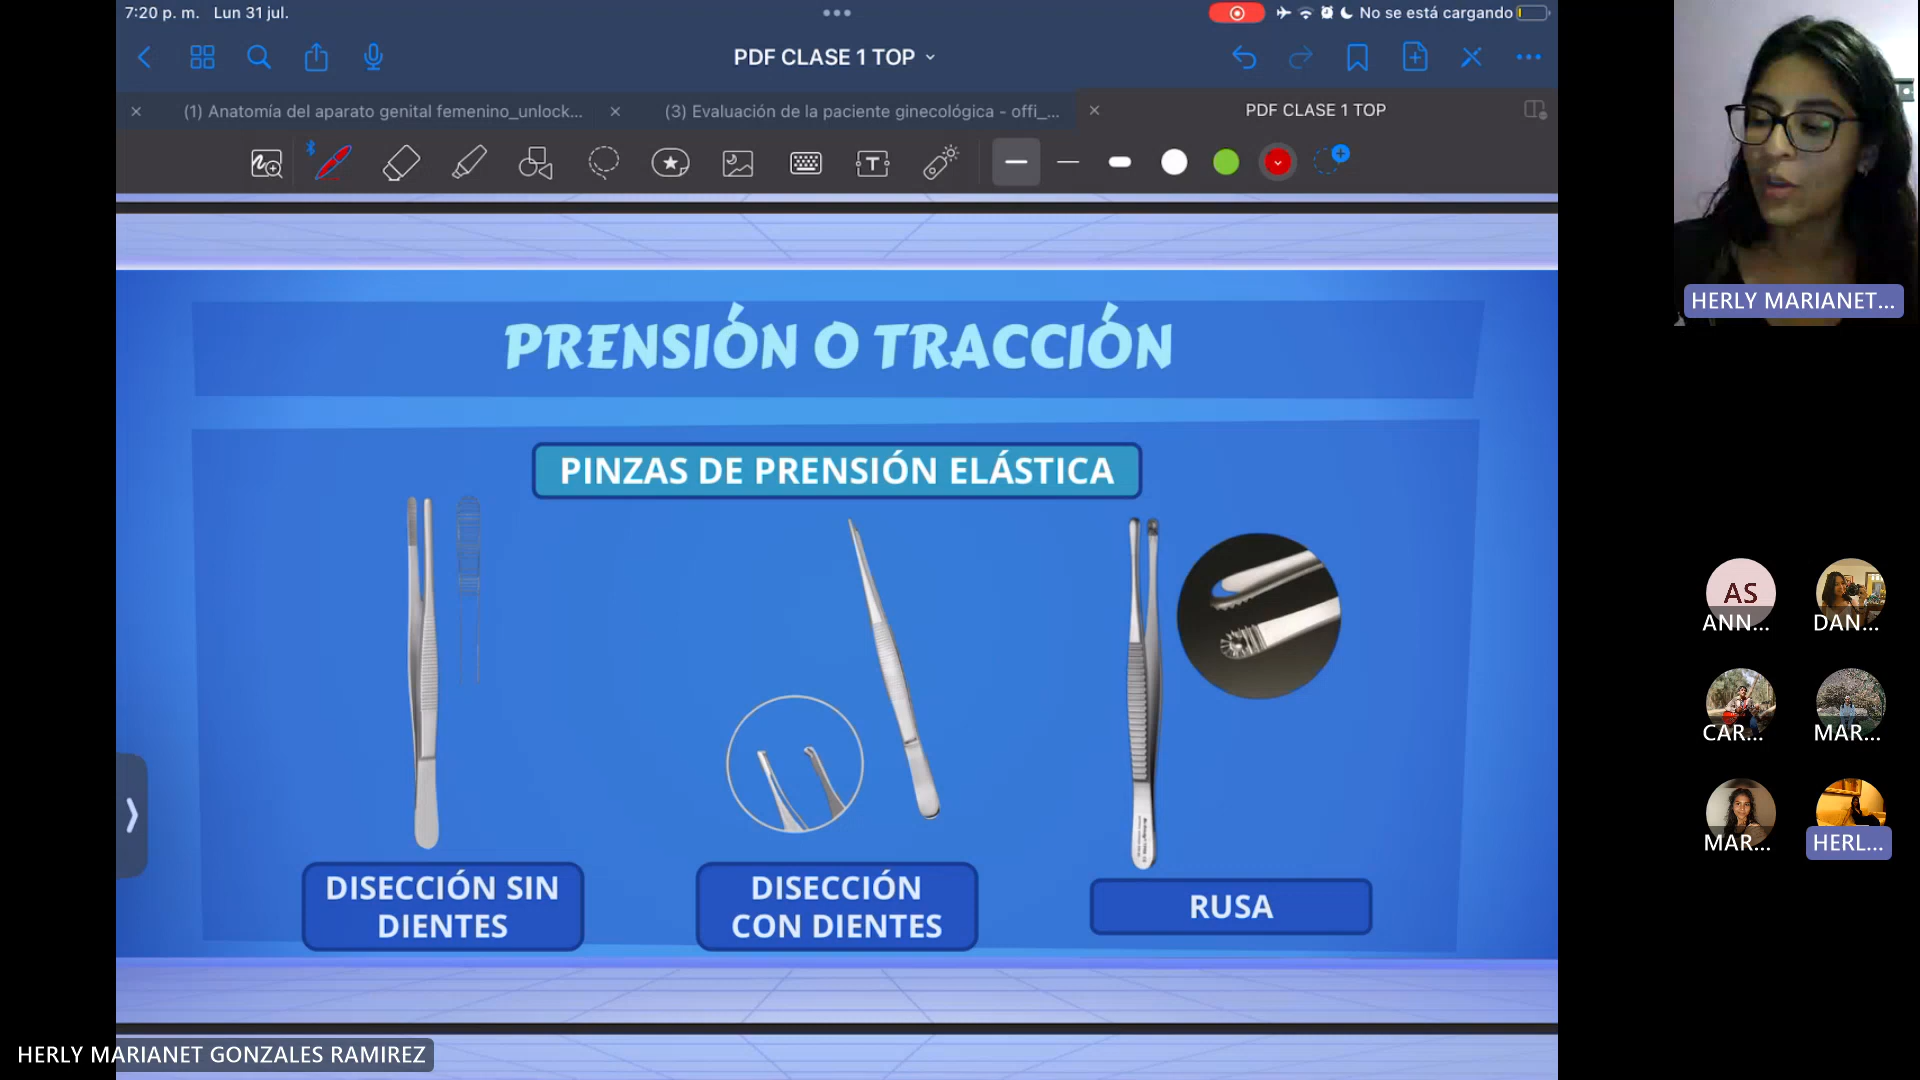 7:20 p. m. Lun 31 jul.
No se está cargando
PDF CLASE 1 TOP
(1) Anatomía del aparato genital femenino_unlock...
(3) Evaluación de la paciente ginecológica - offi_...
PDF CLASE 1 TOP
T
HERLY MARIANET...
PRENSIÓN O TRACCIÓN
PINZAS DE PRENSIÓN ELÁSTICA
DISECCIÓN SIN
DIENTES
DISECCIÓN
CON DIENTES
RUSA
AS
ANN...
DAN...
CAR...
MAR...
MAR...
HERL...
HERLY MARIANET GONZALES RAMIREZ